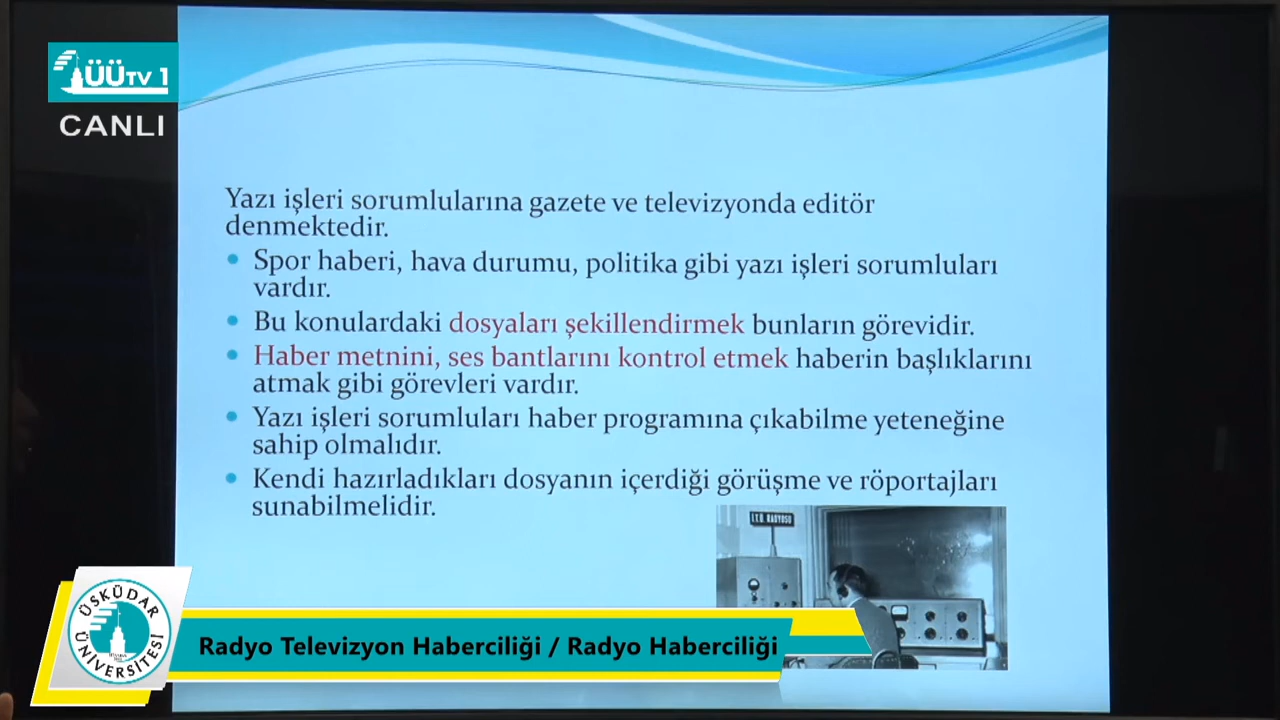 ÜÜTV 1
CANLI
Yazı işleri sorumlularına gazete ve televizyonda editör
denmektedir.
• Spor haberi, hava durumu, politika gibi yazı işleri sorumluları
vardır.
• Bu konulardaki dosyaları şekillendirmek bunların görevidir.
• Haber metnini, ses bantlarını kontrol etmek haberin başlıklarını
atmak gibi görevleri vardır.
• Yazı işleri sorumluları haber programına çıkabilme yeteneğine
sahip olmalıdır.
• Kendi hazırladıkları dosyanın içerdiği görüşme ve röportajları
sunabilmelidir.
İ.T.Ü. RADYOSU
ÜSKÜDAR
ÜNİVERSİTESİ
Radyo Televizyon Haberciliği / Radyo Haberciliği